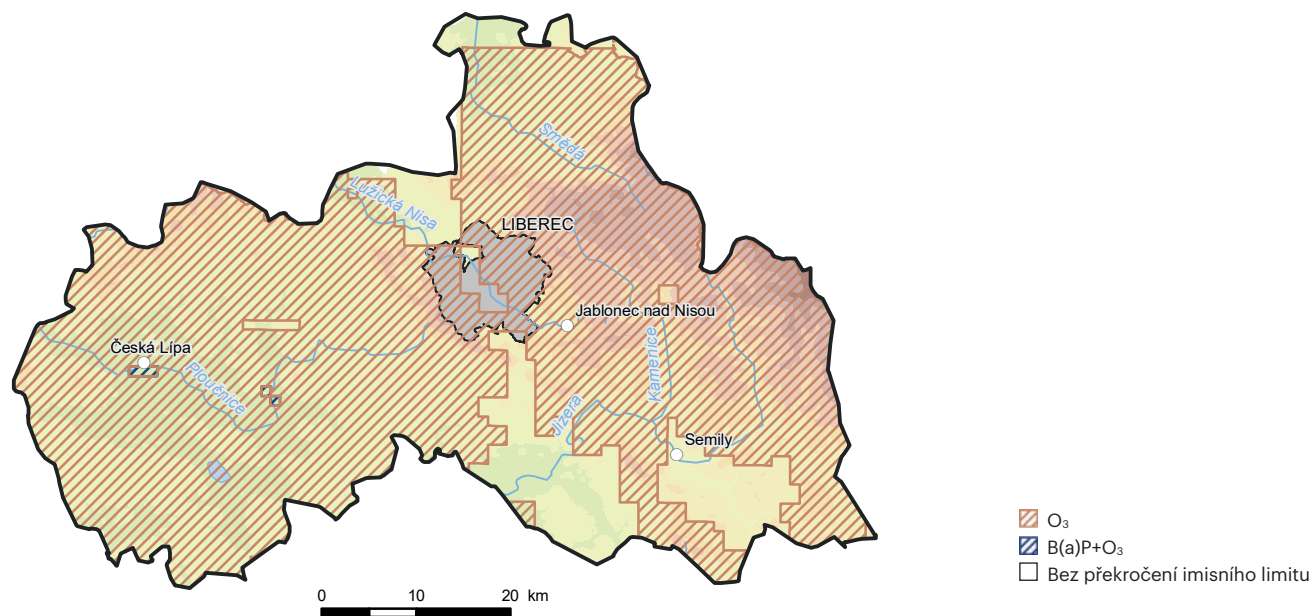 Smědá
Lužická Nisa
LIBEREC
Jablonec nad Nisou
Česká Lípa
Ploučnice
Kamenice
Jizera
Semily
O₃
B(a)P+O₃
Bez překročení imisního limitu
0 10 20 km